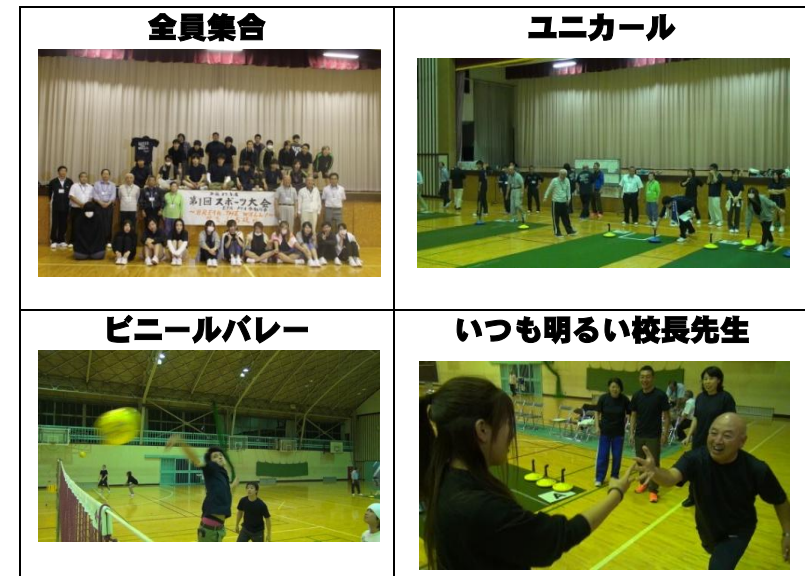 全員集合
ユニカール
第1回スポーツ大会
ビニールバレー
いつも明るい校長先生